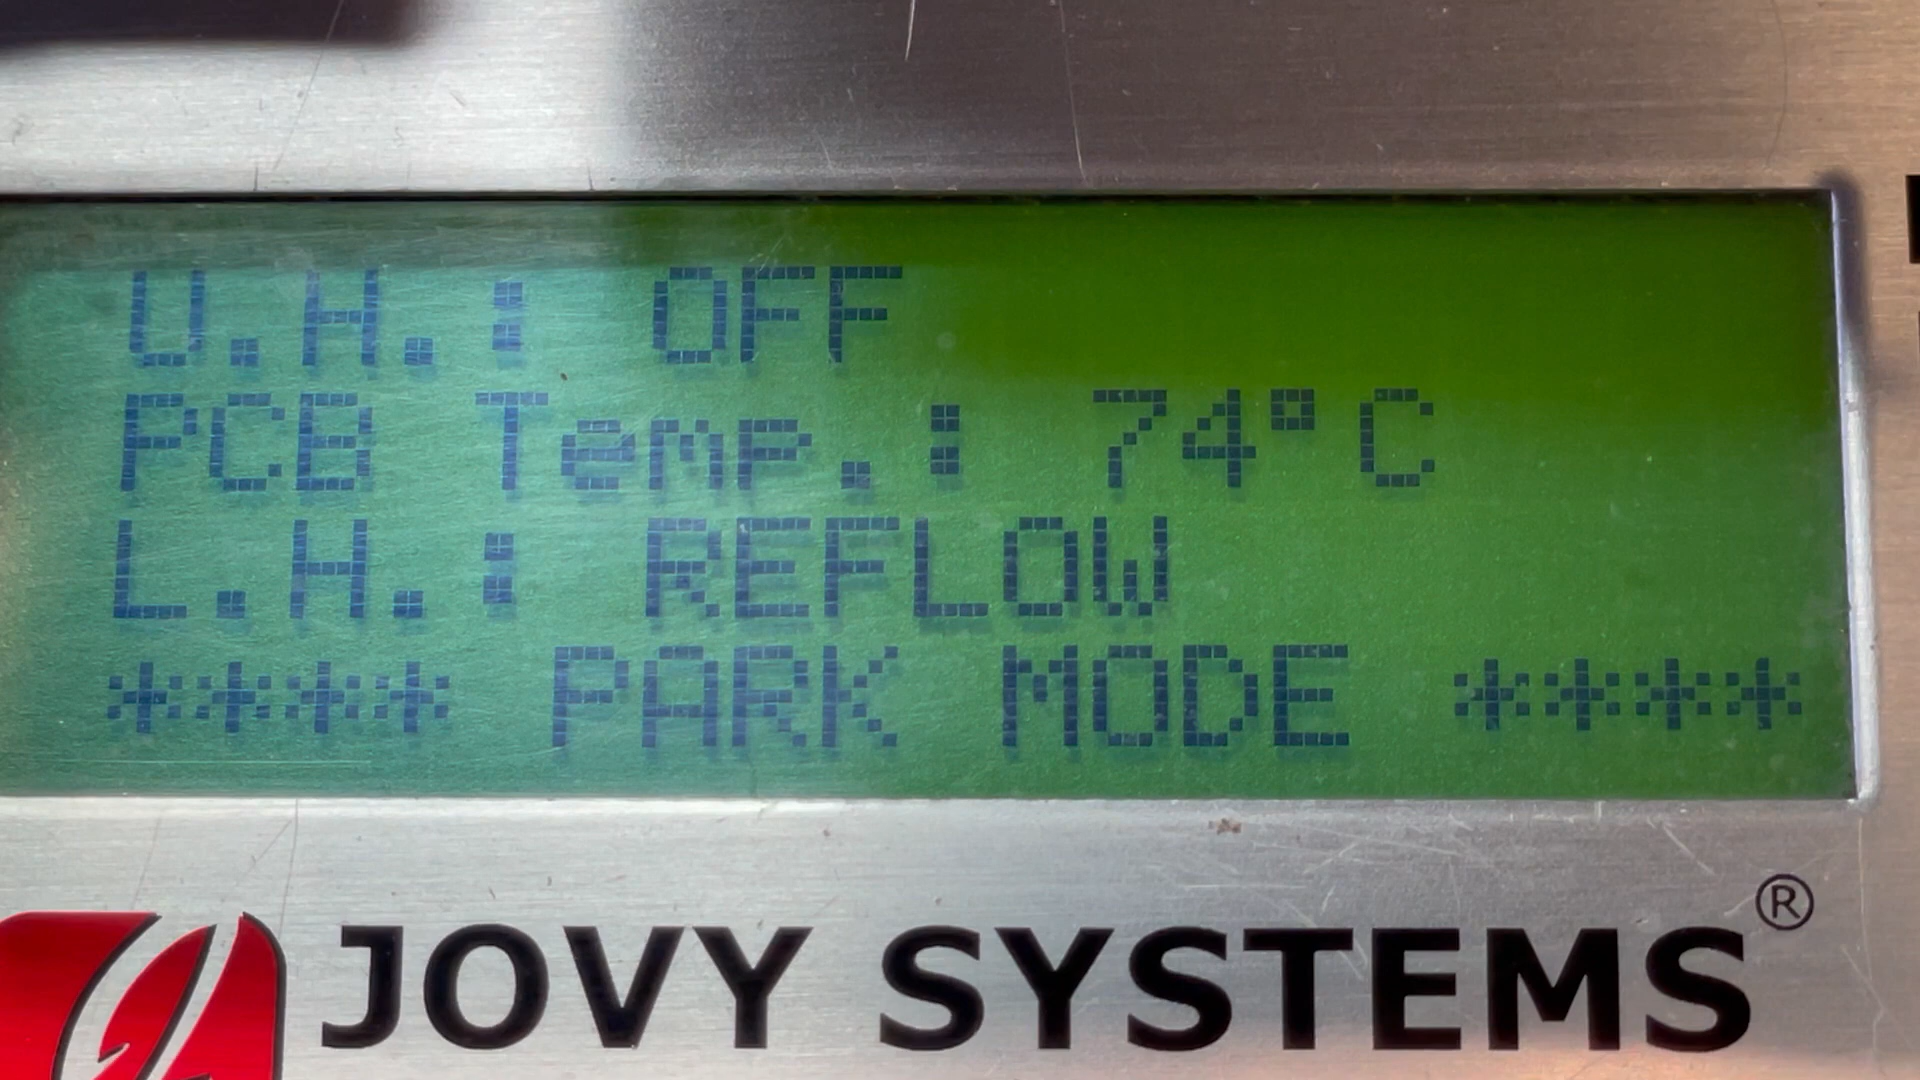 U.H.: OFF
PCB Temp.: 74°C
L.H.: REFLOW
**** PARK MODE ****
JOVY SYSTEMS®